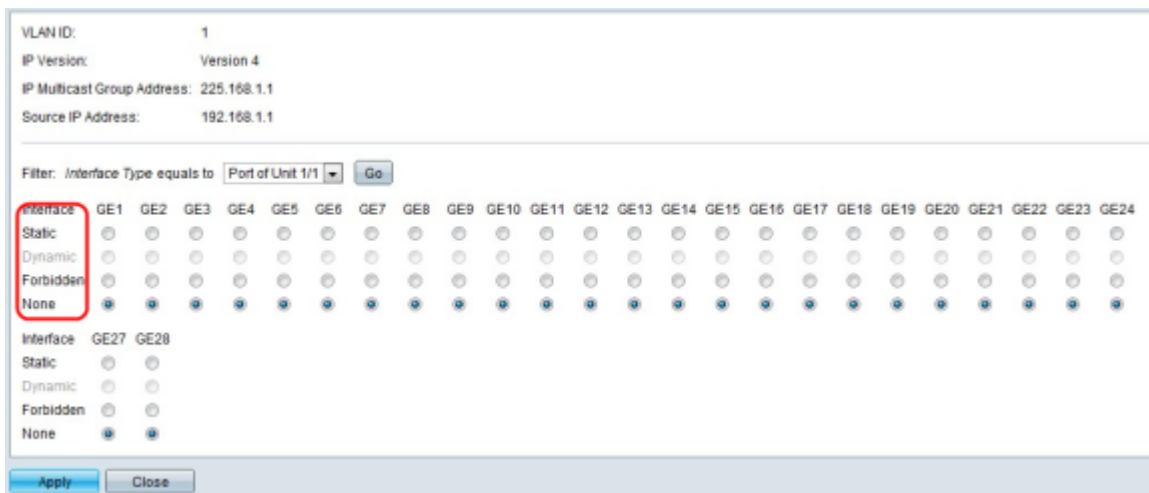 VLAN ID: 1
IP Version: Version 4
IP Multicast Group Address: 225.168.1.1
Source IP Address: 192.168.1.1
Filter: Interface Type equals to Port of Unit 1/1 Go
Interface GE1 GE2 GE3 GE4 GE5 GE6 GE7 GE8 GE9 GE10 GE11 GE12 GE13 GE14 GE15 GE16 GE17 GE18 GE19 GE20 GE21 GE22 GE23 GE24
Static
Dynamic
Forbidden
None
Interface GE27 GE28
Static
Dynamic
Forbidden
None
Apply Close